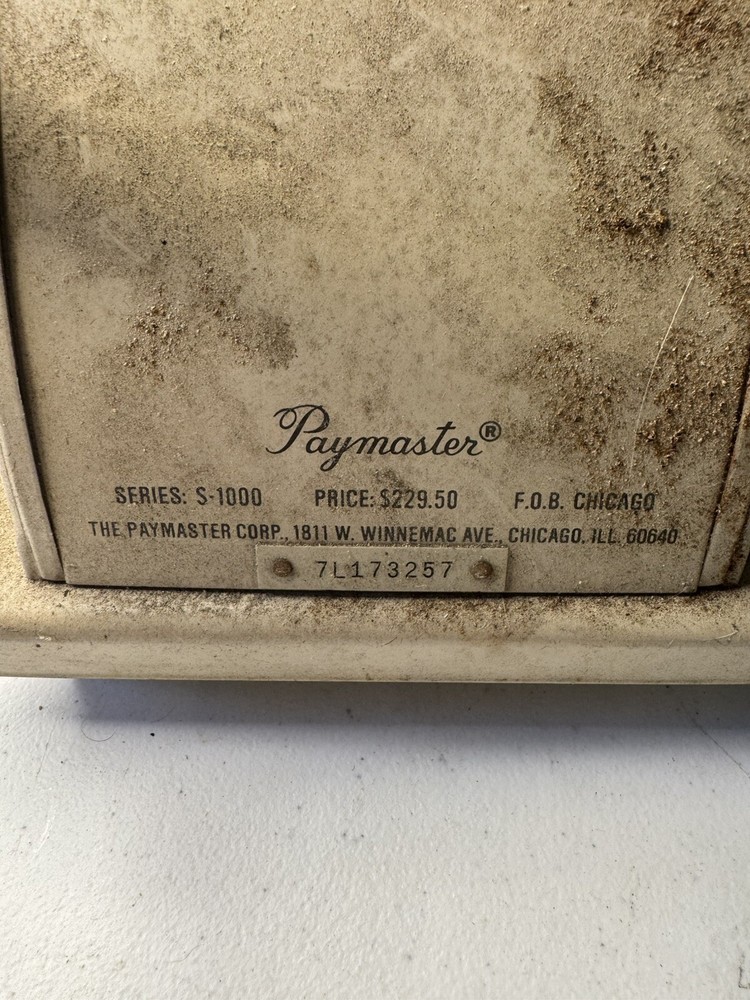 Paymaster®
SERIES: S-1000 PRICE: $229.50 F.O.B. CHICAGO
THE PAYMASTER CORP., 1811 W. WINNEMAC AVE., CHICAGO, ILL. 60640
7L173257